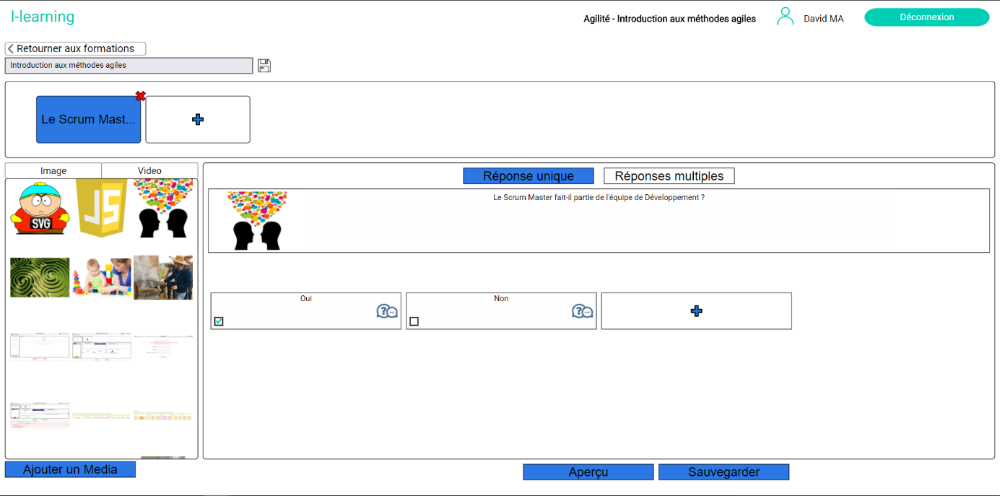 I-learning
Agilité - Introduction aux méthodes agiles
David MA
Déconnexion
Retourner aux formations
Introduction aux méthodes agiles
Le Scrum Mast...
Image
Video
Réponse unique
Réponses multiples
SVG
JS
Le Scrum Master fait-il partie de l'équipe de Développement ?
Oui
Non
Ajouter un Media
Aperçu
Sauvegarder